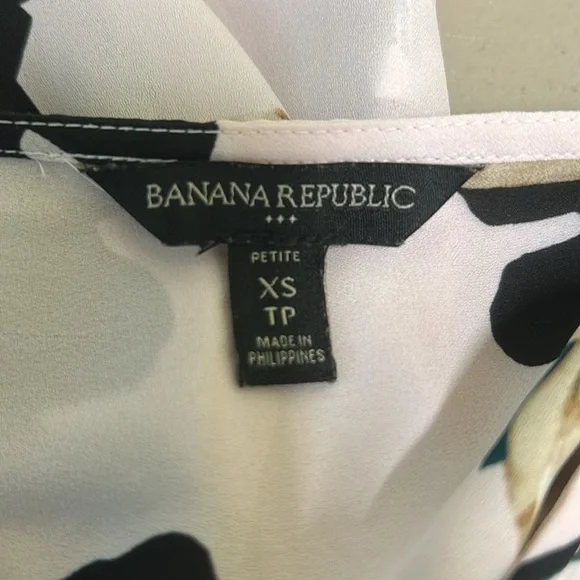 BANANA REPUBLIC
PETITE
XS
TP
MADE IN
PHILIPPINES